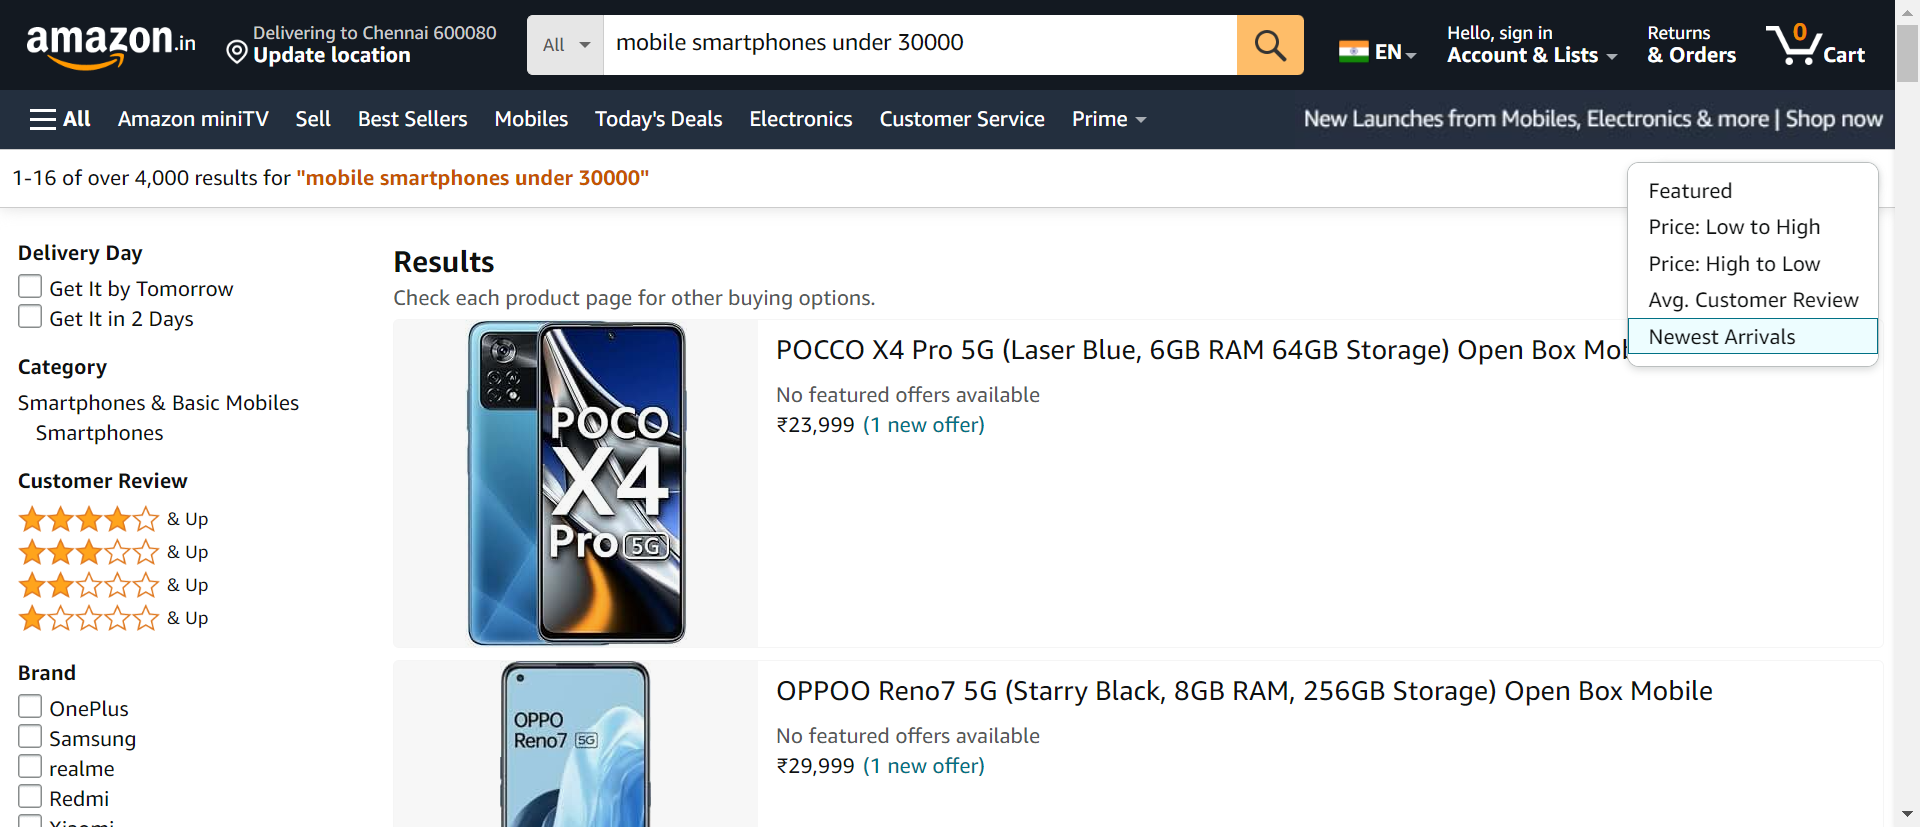 amazon.in
Delivering to Chennai 600080
Update location
All
mobile smartphones under 30000
EN
Hello, sign in
Account & Lists
Returns
& Orders
0
Cart
All
Amazon miniTV
Sell
Best Sellers
Mobiles
Today's Deals
Electronics
Customer Service
Prime
New Launches from Mobiles, Electronics & more | Shop now
1-16 of over 4,000 results for "mobile smartphones under 30000"
Featured
Price: Low to High
Price: High to Low
Avg. Customer Review
Newest Arrivals
Delivery Day
Get It by Tomorrow
Get It in 2 Days
Category
Smartphones & Basic Mobiles
Smartphones
Customer Review
& Up
& Up
& Up
& Up
Brand
OnePlus
Samsung
realme
Redmi
Xiaomi
Results
Check each product page for other buying options.
POCO
X4
Pro 5G
POCCO X4 Pro 5G (Laser Blue, 6GB RAM 64GB Storage) Open Box Mob
No featured offers available
₹23,999 (1 new offer)
OPPO
Reno7 5G
OPPOO Reno7 5G (Starry Black, 8GB RAM, 256GB Storage) Open Box Mobile
No featured offers available
₹29,999 (1 new offer)